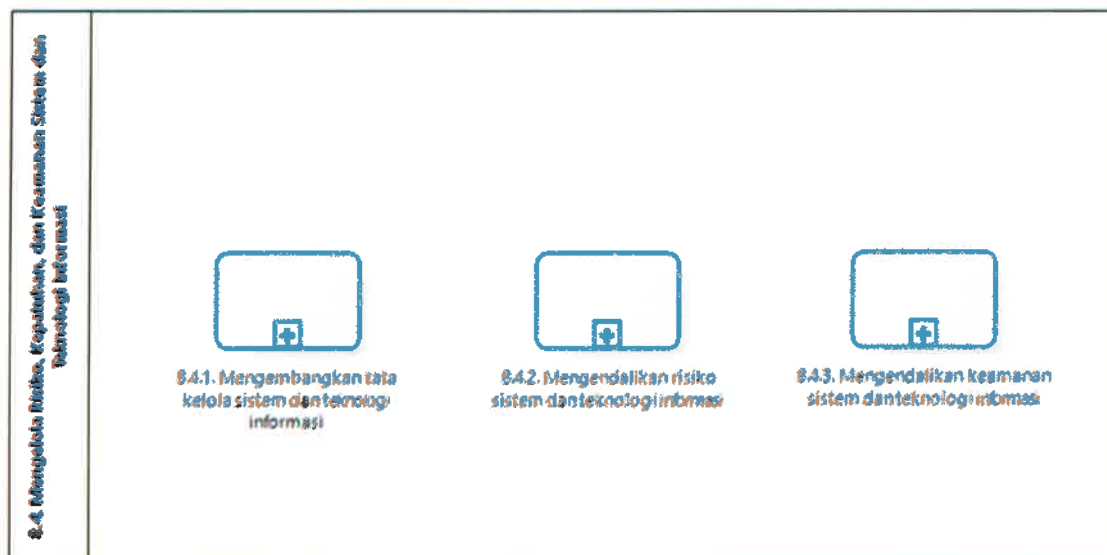 8.4. Mengelola Risiko, Kepatuhan, dan Keamanan Sistem dan
Teknologi Informasi
8.4.1. Mengembangkan tata
kelola sistem dan teknologi
informasi
8.4.2. Mengendalikan risiko
sistem dan teknologi informasi
8.4.3. Mengendalikan keamanan
sistem dan teknologi informasi